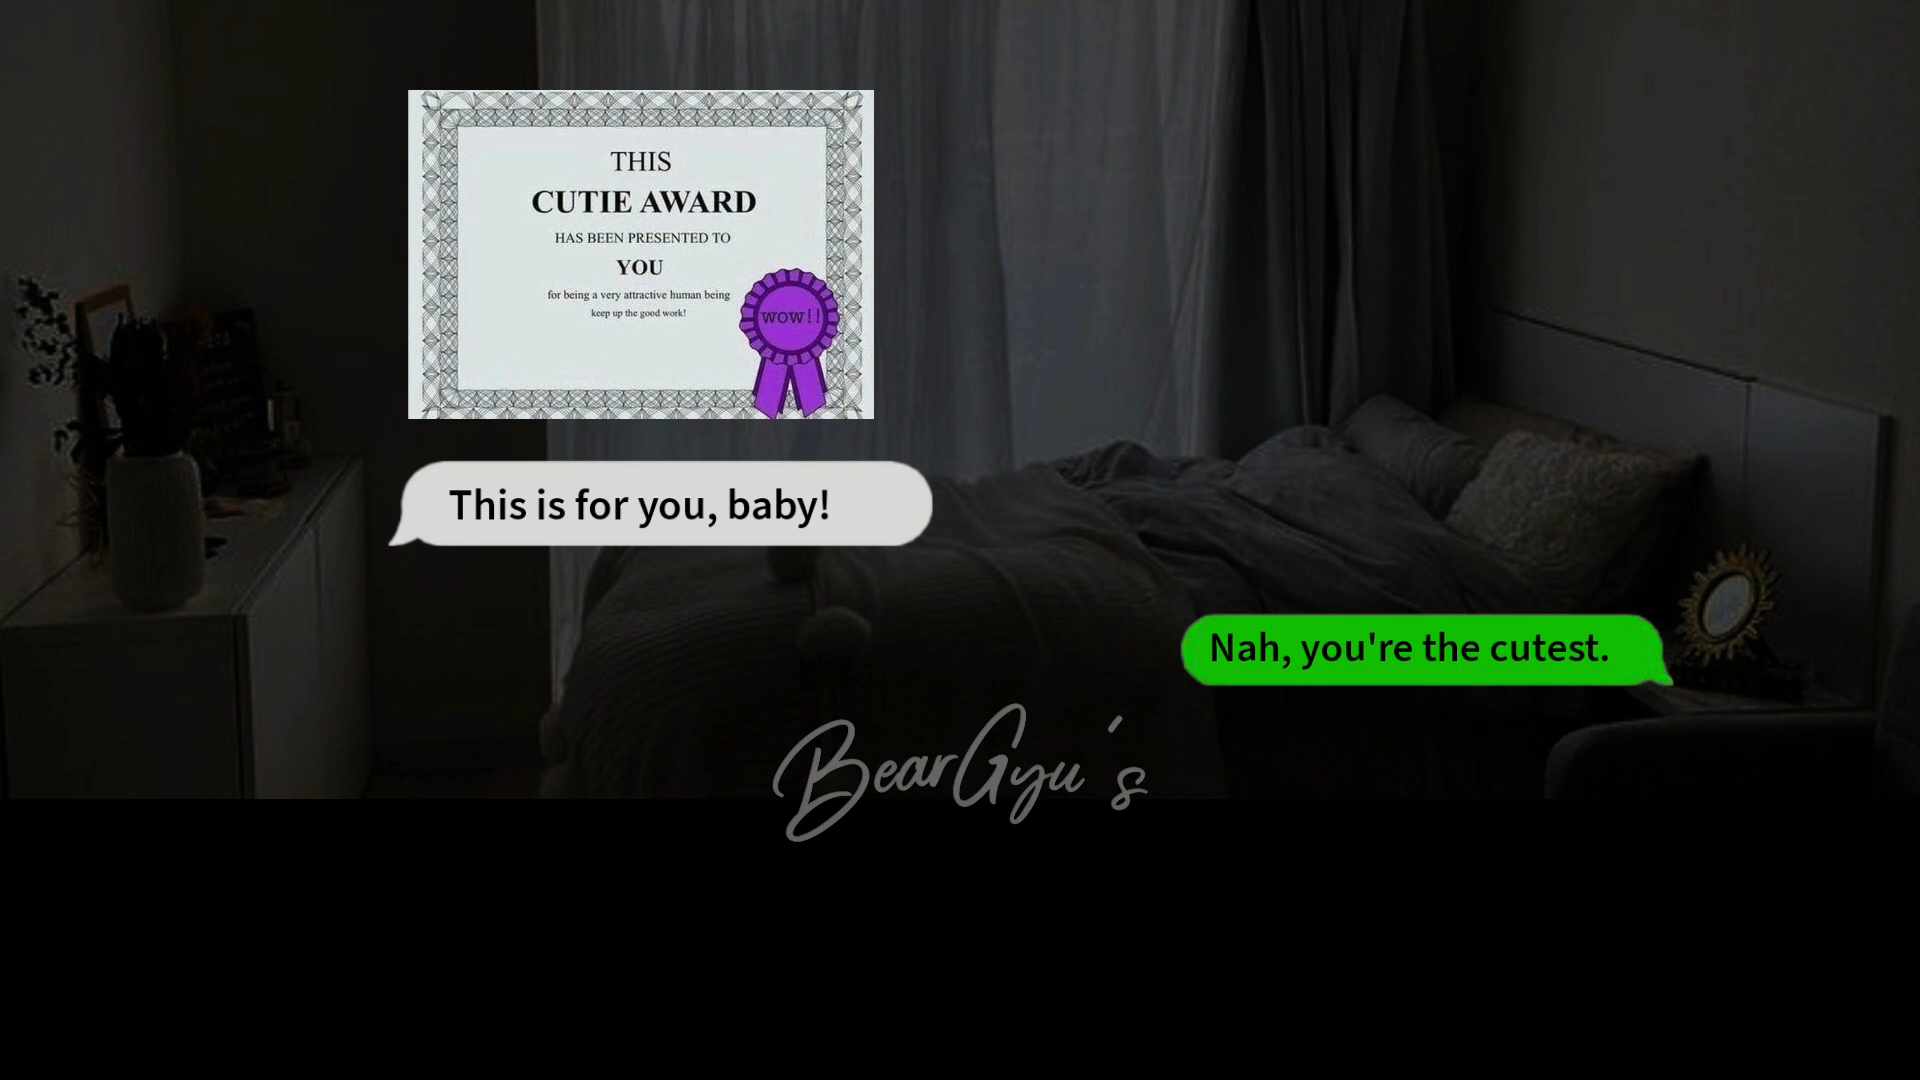 THIS
CUTIE AWARD
HAS BEEN PRESENTED TO
YOU
for being a very attractive human being
keep up the good work!
wow!!
This is for you, baby!
Nah, you're the cutest.
BearGyu's